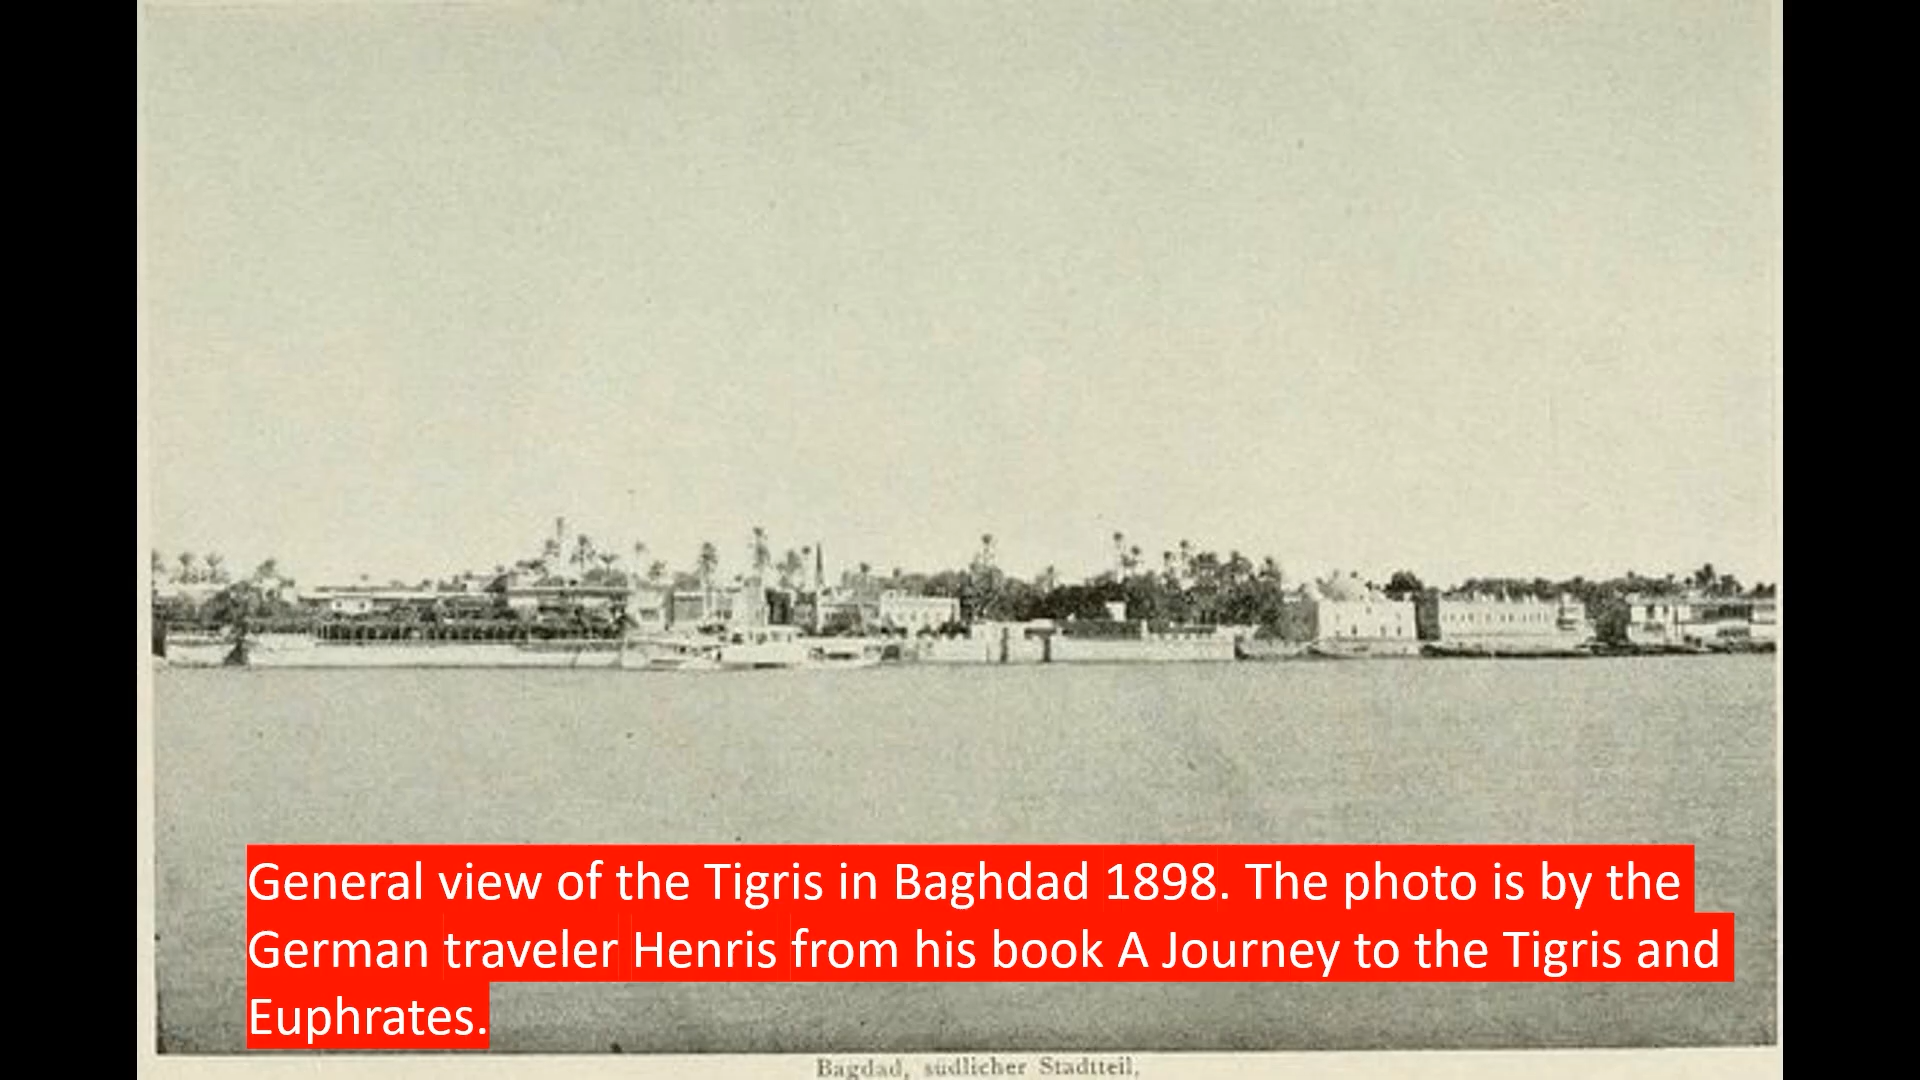 General view of the Tigris in Baghdad 1898. The photo is by the
German traveler Henris from his book A Journey to the Tigris and
Euphrates.
Bagdad, südlicher Stadtteil.